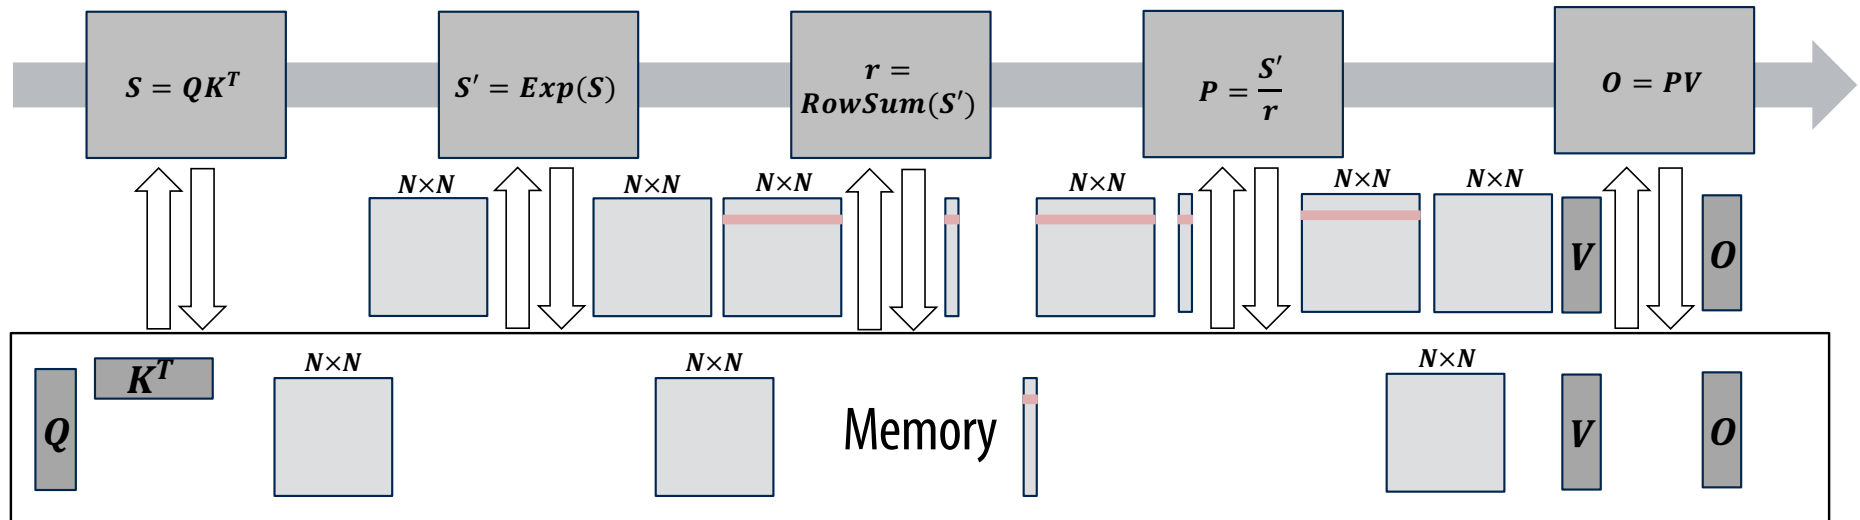 S = QK^T
S′ = Exp(S)
r =
RowSum(S′)
P = S′/r
O = PV
N×N
N×N
N×N
N×N
N×N
N×N
V
O
Q
K^T
N×N
N×N
Memory
N×N
V
O